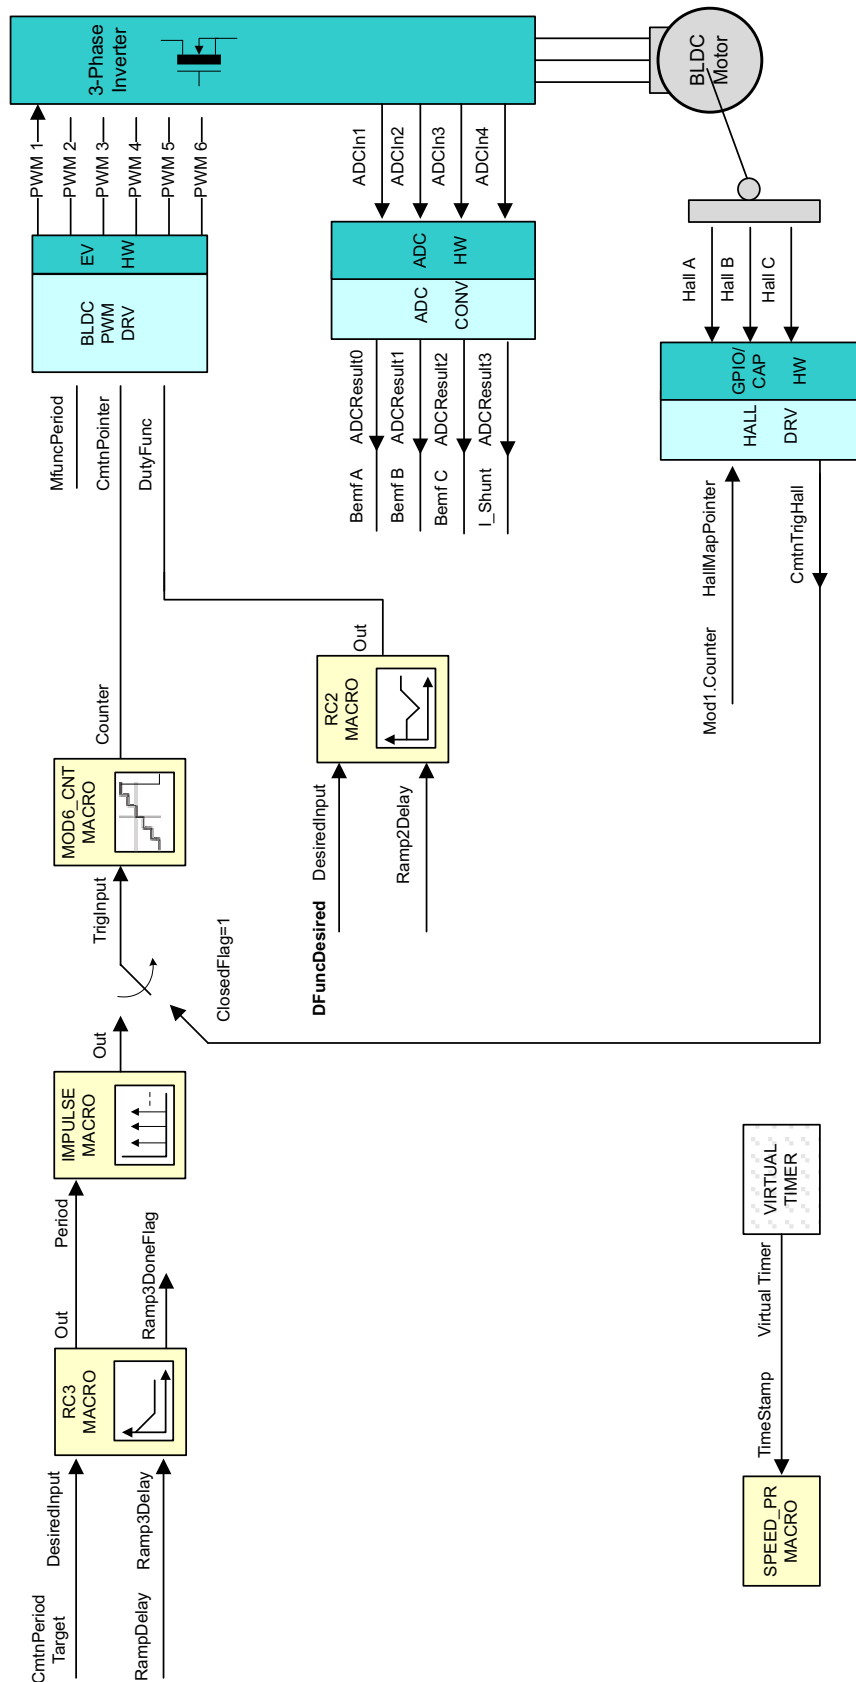 CmtnPeriod
Target
DesiredInput
RampDelay
Ramp3Delay
RC3
MACRO
Out
Period
Ramp3DoneFlag
IMPULSE
MACRO
Out
ClosedFlag=1
TrigInput
MOD6_CNT
MACRO
Counter
MfuncPeriod
CmtnPointer
DutyFunc
BLDC
PWM
DRV
EV
HW
PWM 1
PWM 2
PWM 3
PWM 4
PWM 5
PWM 6
3-Phase
Inverter
DFuncDesired
DesiredInput
Ramp2Delay
RC2
MACRO
Out
Bemf A
Bemf B
Bemf C
I_Shunt
ADCResult0
ADCResult1
ADCResult2
ADCResult3
ADC
CONV
ADC
HW
ADCIn1
ADCIn2
ADCIn3
ADCIn4
BLDC
Motor
SPEED_PR
MACRO
TimeStamp
Virtual Timer
VIRTUAL
TIMER
Mod1.Counter
HallMapPointer
CmtnTrigHall
HALL
DRV
GPIO/
CAP
HW
Hall A
Hall B
Hall C